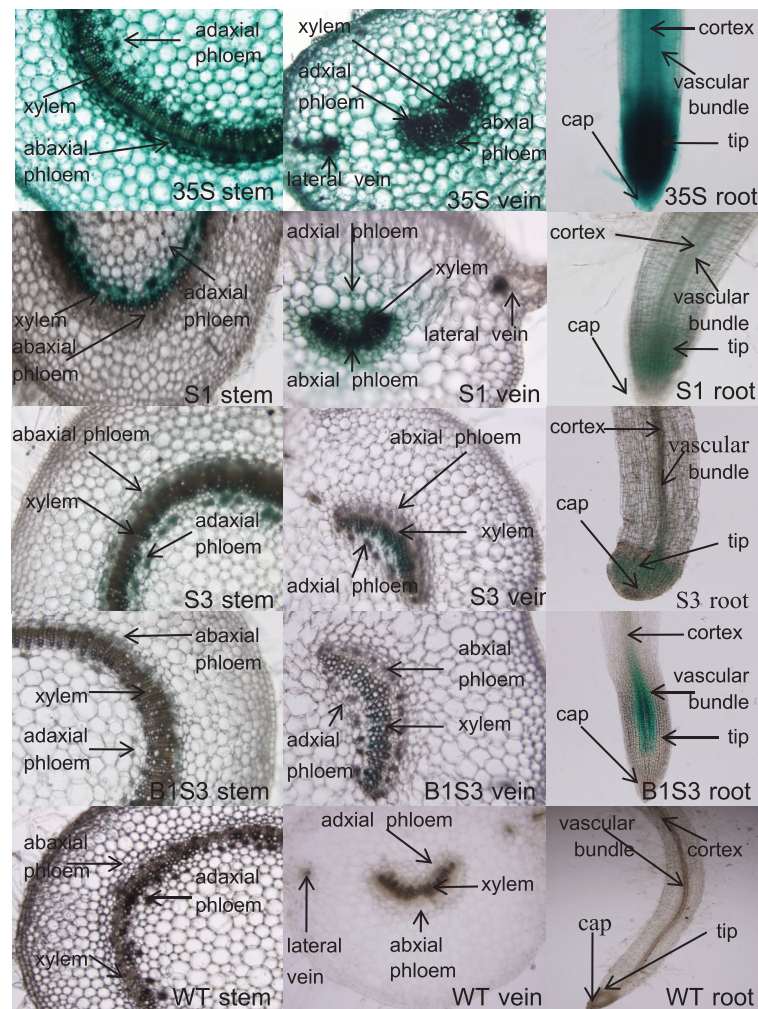 adaxial
phloem
xylem
abaxial
phloem
35S stem
xylem
adxial
phloem
abxial
phloem
lateral vein
35S vein
cortex
vascular
bundle
cap
tip
35S root
adaxial
phloem
xylem
abaxial
phloem
S1 stem
adxial phloem
xylem
lateral vein
abxial phloem
S1 vein
cortex
vascular
bundle
cap
tip
S1 root
abaxial phloem
xylem
adaxial
phloem
S3 stem
abxial phloem
xylem
adxial phloem
S3 vein
cortex
vascular
bundle
cap
tip
S3 root
abaxial
phloem
xylem
adaxial
phloem
B1S3 stem
abxial
phloem
xylem
adxial
phloem
B1S3 vein
cortex
vascular
bundle
cap
tip
B1S3 root
abaxial
phloem
adaxial
phloem
xylem
WT stem
adxial phloem
xylem
lateral
vein
abxial
phloem
WT vein
vascular
bundle
cortex
cap
tip
WT root